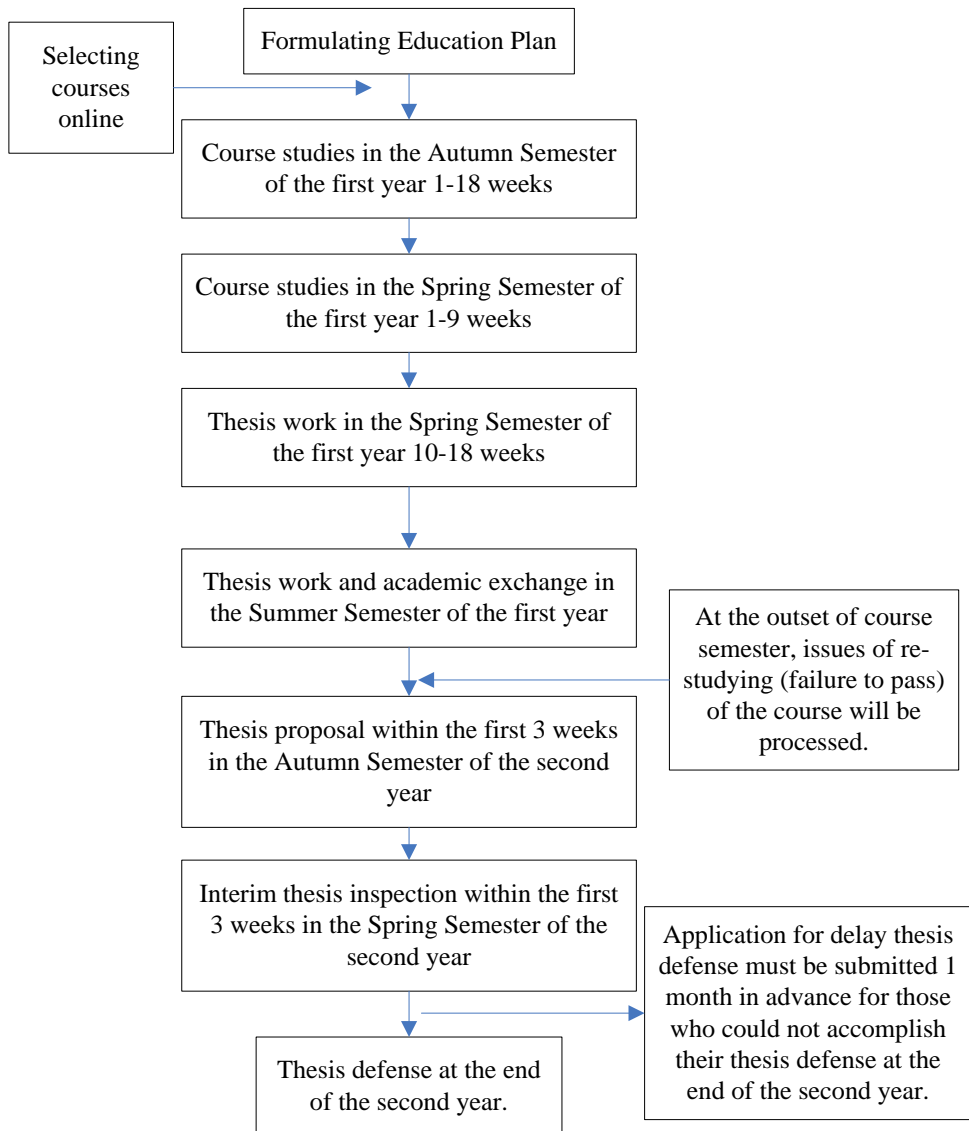 Formulating Education Plan
Selecting
courses
online
Course studies in the Autumn Semester
of the first year 1-18 weeks
Course studies in the Spring Semester of
the first year 1-9 weeks
Thesis work in the Spring Semester of
the first year 10-18 weeks
Thesis work and academic exchange in
the Summer Semester of the first year
At the outset of course
semester, issues of re-
studying (failure to pass)
of the course will be
processed.
Thesis proposal within the first 3 weeks
in the Autumn Semester of the second
year
Interim thesis inspection within the first
3 weeks in the Spring Semester of the
second year
Application for delay thesis
defense must be submitted 1
month in advance for those
who could not accomplish
their thesis defense at the
end of the second year.
Thesis defense at the end
of the second year.